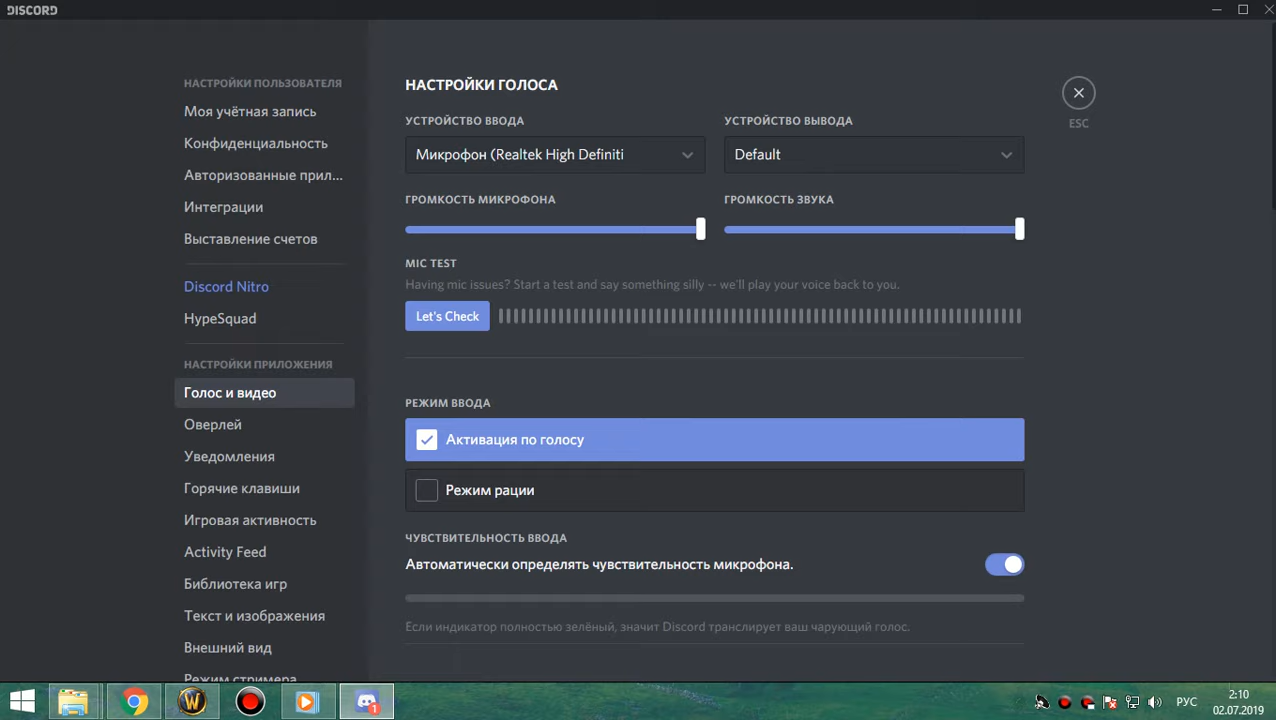 DISCORD
НАСТРОЙКИ ПОЛЬЗОВАТЕЛЯ
Моя учётная запись
Конфиденциальность
Авторизованные прил...
Интеграции
Выставление счетов
Discord Nitro
HypeSquad
НАСТРОЙКИ ПРИЛОЖЕНИЯ
Голос и видео
Оверлей
Уведомления
Горячие клавиши
Игровая активность
Activity Feed
Библиотека игр
Текст и изображения
Внешний вид
Режим стримера
НАСТРОЙКИ ГОЛОСА
ESC
УСТРОЙСТВО ВВОДА
УСТРОЙСТВО ВЫВОДА
Микрофон (Realtek High Definiti
Default
ГРОМКОСТЬ МИКРОФОНА
ГРОМКОСТЬ ЗВУКА
MIC TEST
Having mic issues? Start a test and say something silly -- we'll play your voice back to you.
Let's Check
РЕЖИМ ВВОДА
Активация по голосу
Режим рации
ЧУВСТВИТЕЛЬНОСТЬ ВВОДА
Автоматически определять чувствительность микрофона.
Если индикатор полностью зелёный, значит Discord транслирует ваш чарующий голос.
1
РУС
2:10
02.07.2019